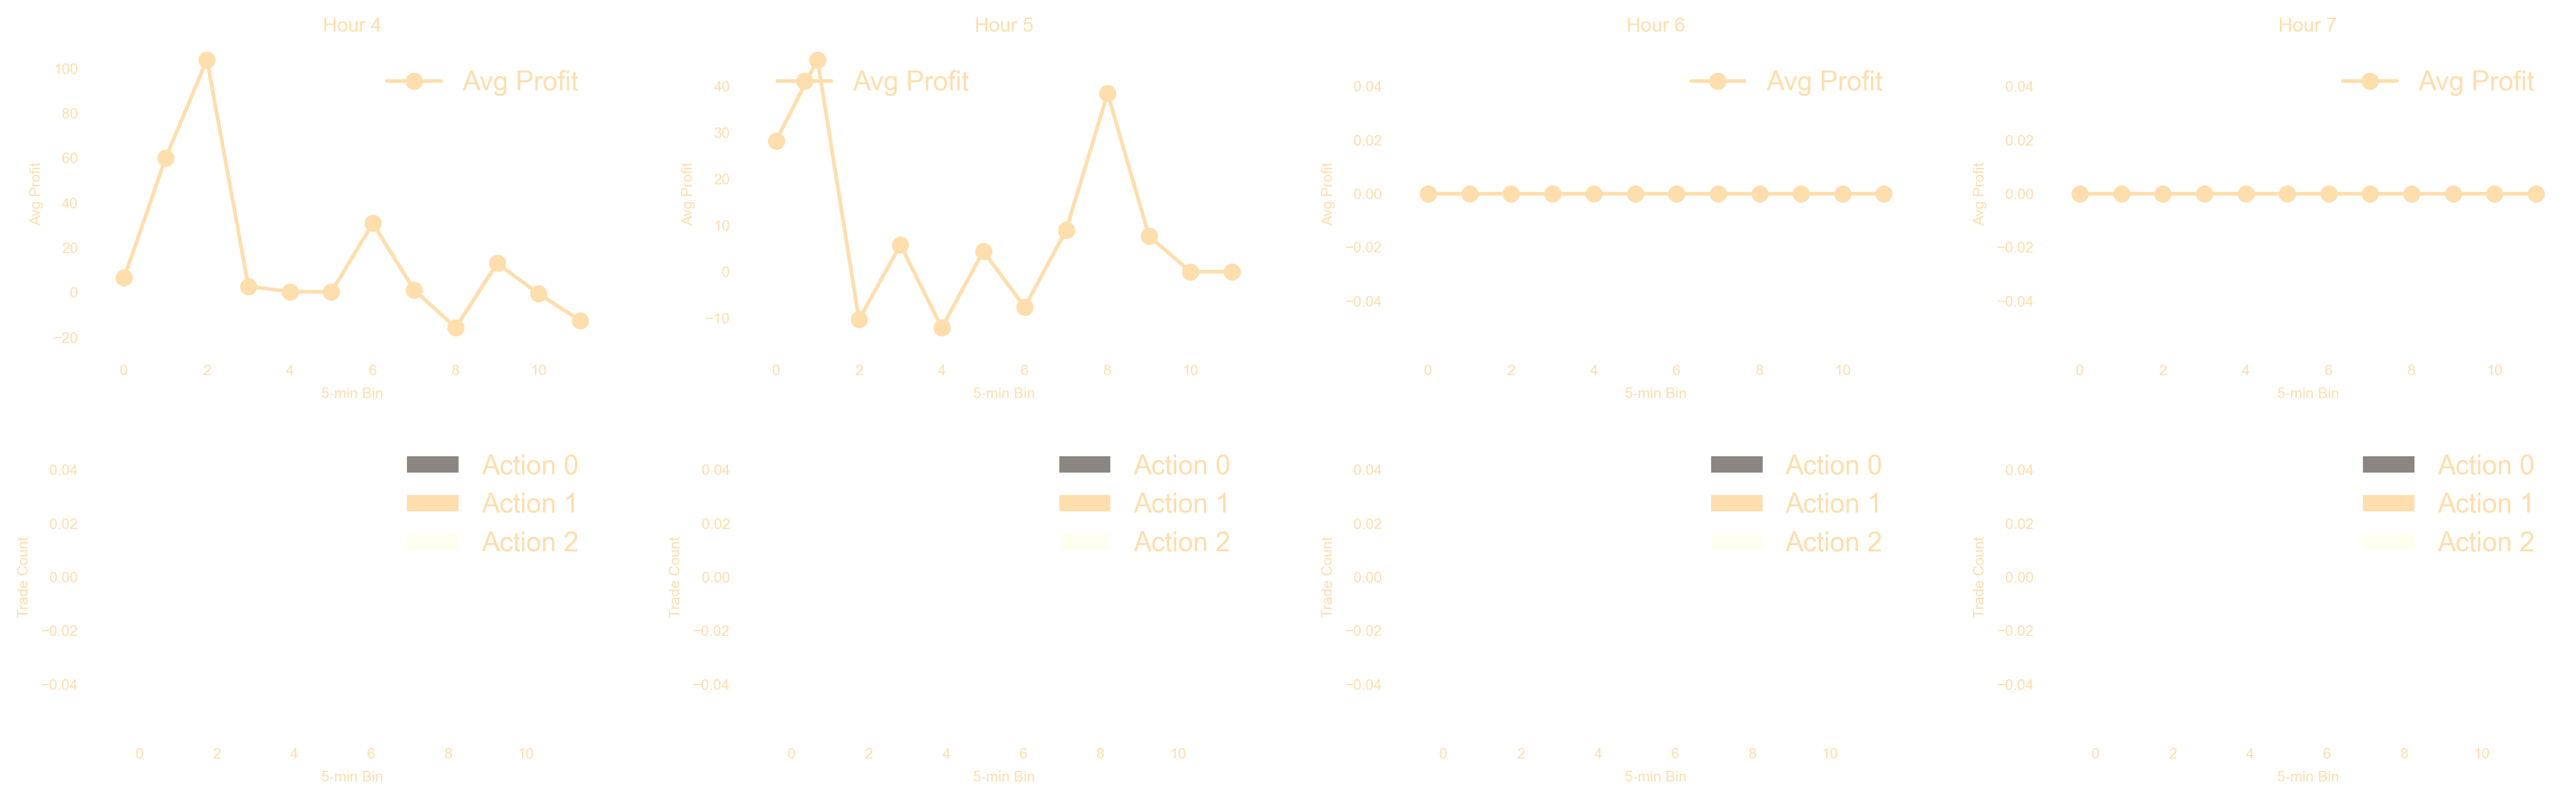 Hour 4
Avg Profit
100
80
60
40
20
0
−20
Avg Profit
0 2 4 6 8 10
5-min Bin
Hour 5
Avg Profit
40
30
20
10
0
−10
Avg Profit
0 2 4 6 8 10
5-min Bin
Hour 6
Avg Profit
0.04
0.02
0.00
−0.02
−0.04
Avg Profit
0 2 4 6 8 10
5-min Bin
Hour 7
Avg Profit
0.04
0.02
0.00
−0.02
−0.04
Avg Profit
0 2 4 6 8 10
5-min Bin
Action 0
Action 1
Action 2
0.04
0.02
0.00
−0.02
−0.04
Trade Count
0 2 4 6 8 10
5-min Bin
Action 0
Action 1
Action 2
0.04
0.02
0.00
−0.02
−0.04
Trade Count
0 2 4 6 8 10
5-min Bin
Action 0
Action 1
Action 2
0.04
0.02
0.00
−0.02
−0.04
Trade Count
0 2 4 6 8 10
5-min Bin
Action 0
Action 1
Action 2
0.04
0.02
0.00
−0.02
−0.04
Trade Count
0 2 4 6 8 10
5-min Bin